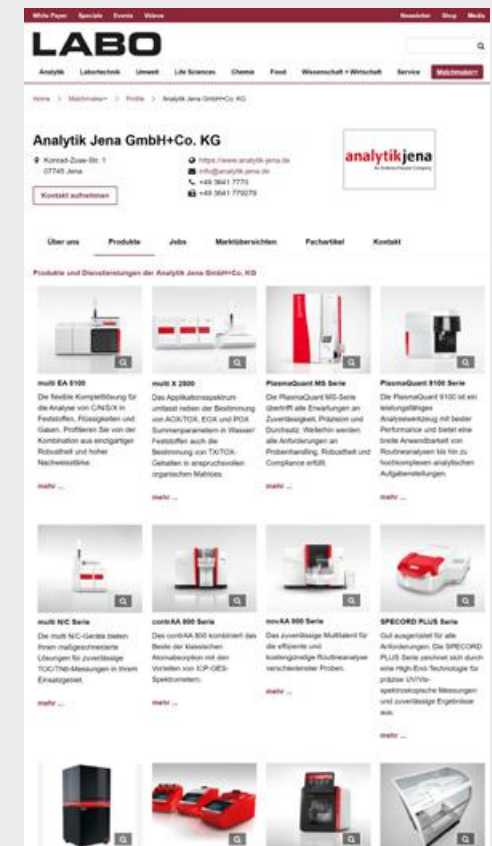 White Paper Specials Events Videos Newsletter Shop Media
LABO
Analytik Labortechnik Umwelt Life Sciences Chemie Food Wissenschaft + Wirtschaft Service Matchmaker+
Home > Matchmaker+ > Profile > Analytik Jena GmbH+Co. KG
Analytik Jena GmbH+Co. KG
Konrad-Zuse-Str. 1
07745 Jena
https://www.analytik-jena.de
info@analytik-jena.de
+49 3641 7770
+49 3641 779279
Kontakt aufnehmen
analytikjena
An Endress+Hauser Company
Über uns Produkte Jobs Marktübersichten Fachartikel Kontakt
Produkte und Dienstleistungen der Analytik Jena GmbH+Co. KG
multi EA 5100
Die flexible Komplettlösung für
die Analyse von C/N/S/X in
Feststoffen, Flüssigkeiten und
Gasen. Profitieren Sie von der
Kombination aus einzigartiger
Robustheit und hoher
Nachweisstärke.
mehr ...
multi X 2500
Das Applikationsspektrum
umfasst neben der Bestimmung
von AOX/TOX, EOX und POX
Summenparametern in Wasser/
Feststoffen auch die
Bestimmung von TX/TOX-
Gehalten in anspruchsvollen
organischen Matrices.
mehr ...
PlasmaQuant MS Serie
Die PlasmaQuant MS-Serie
übertrifft alle Erwartungen an
Zuverlässigkeit, Präzision und
Durchsatz. Weiterhin werden
alle Anforderungen an
Probenhandling, Robustheit und
Compliance erfüllt.
mehr ...
PlasmaQuant 9100 Serie
Die PlasmaQuant 9100 ist ein
leistungsfähiges
Analysewerkzeug mit bester
Performance und bietet eine
breite Anwendbarkeit von
Routineanalysen bis hin zu
hochkomplexen analytischen
Aufgabenstellungen.
mehr ...
multi N/C Serie
Die multi N/C-Geräte bieten
Ihnen maßgeschneiderte
Lösungen für zuverlässige
TOC/TNb-Messungen in Ihrem
Einsatzgebiet.
mehr ...
contrAA 800 Serie
Das contrAA 800 kombiniert das
Beste der klassischen
Atomabsorption mit den
Vorteilen von ICP-OES-
Spektrometern.
mehr ...
novAA 800 Serie
Das zuverlässige Multitalent für
die effiziente und
kostengünstige Routineanalyse
verschiedenster Proben.
mehr ...
SPECORD PLUS Serie
Gut ausgerüstet für alle
Anforderungen: Die SPECORD
PLUS Serie zeichnet sich durch
eine High-End-Technologie für
präzise UV/Vis-
spektroskopische Messungen
und zuverlässige Ergebnisse
aus.
mehr ...